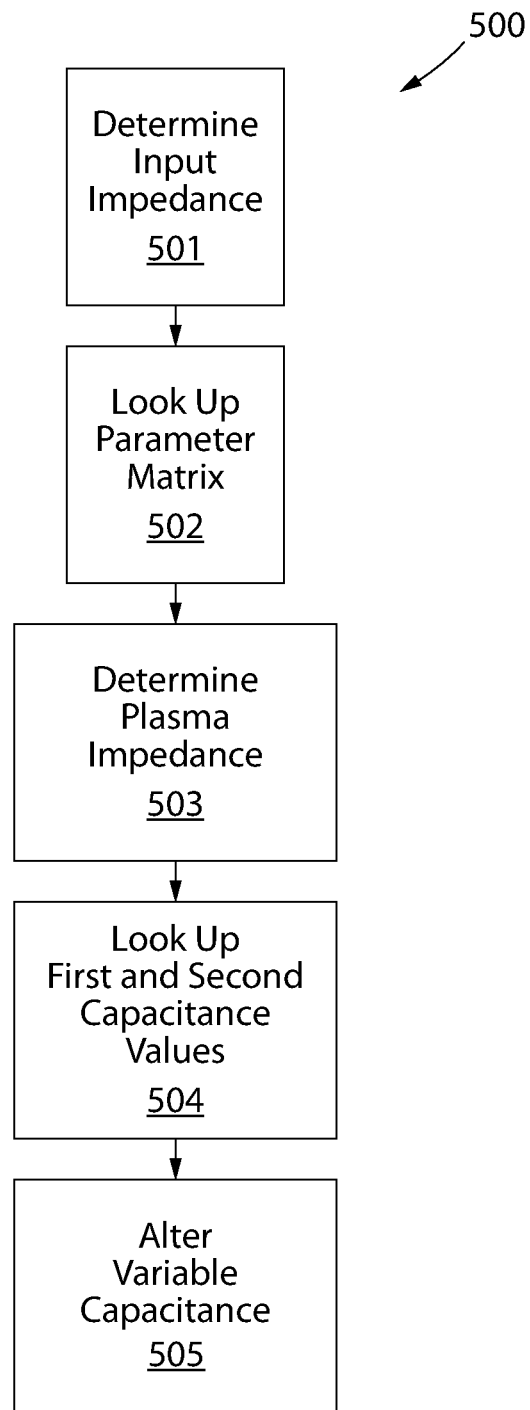 500
Determine
Input
Impedance
501
Look Up
Parameter
Matrix
502
Determine
Plasma
Impedance
503
Look Up
First and Second
Capacitance
Values
504
Alter
Variable
Capacitance
505